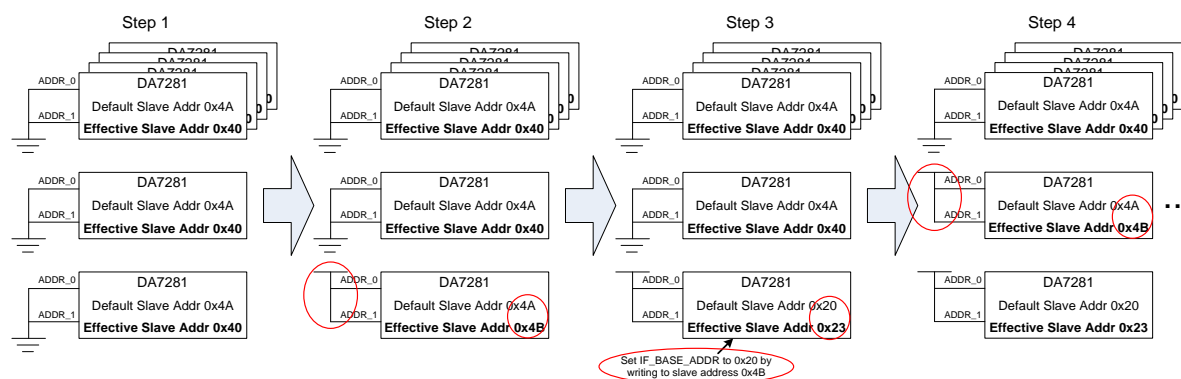 Step 1
DA7281
DA7281
DA7281
ADDR_0
DA7281
Default Slave Addr 0x4A
ADDR_1
Effective Slave Addr 0x40
ADDR_0
DA7281
Default Slave Addr 0x4A
ADDR_1
Effective Slave Addr 0x40
ADDR_0
DA7281
Default Slave Addr 0x4A
ADDR_1
Effective Slave Addr 0x40
Step 2
DA7281
DA7281
DA7281
ADDR_0
DA7281
Default Slave Addr 0x4A
ADDR_1
Effective Slave Addr 0x40
ADDR_0
DA7281
Default Slave Addr 0x4A
ADDR_1
Effective Slave Addr 0x40
ADDR_0
DA7281
Default Slave Addr 0x4A
ADDR_1
Effective Slave Addr 0x4B
Step 3
DA7281
DA7281
DA7281
ADDR_0
DA7281
Default Slave Addr 0x4A
ADDR_1
Effective Slave Addr 0x40
ADDR_0
DA7281
Default Slave Addr 0x4A
ADDR_1
Effective Slave Addr 0x40
ADDR_0
DA7281
Default Slave Addr 0x20
ADDR_1
Effective Slave Addr 0x23
Set IF_BASE_ADDR to 0x20 by
writing to slave address 0x4B
Step 4
DA7281
DA7281
DA7281
ADDR_0
DA7281
Default Slave Addr 0x4A
ADDR_1
Effective Slave Addr 0x40
ADDR_0
DA7281
Default Slave Addr 0x4A
ADDR_1
Effective Slave Addr 0x4B
...
ADDR_0
DA7281
Default Slave Addr 0x20
ADDR_1
Effective Slave Addr 0x23